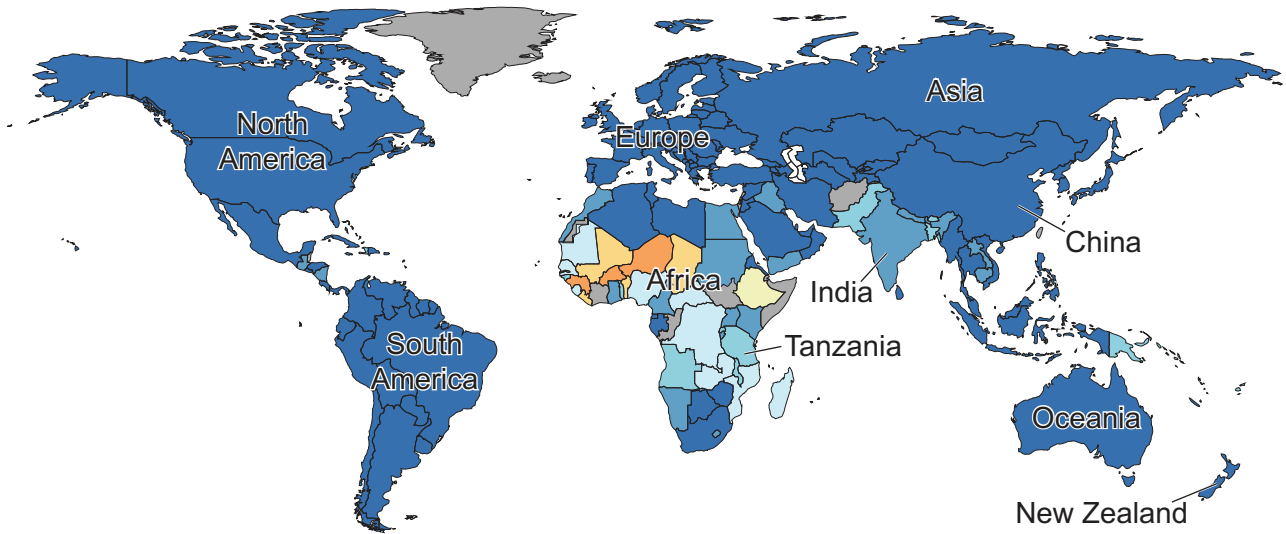 North
America
Europe
Asia
China
Africa
India
Tanzania
South
America
Oceania
New Zealand